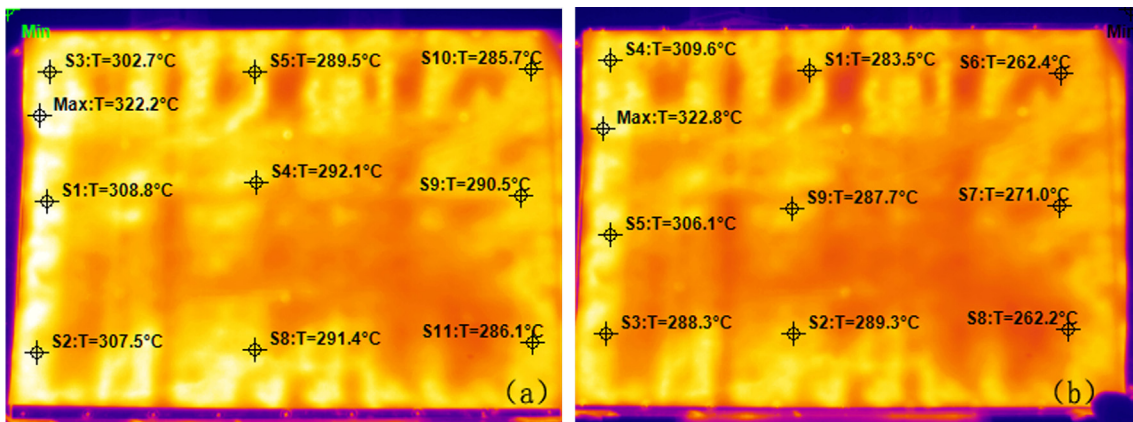 Min
S3:T=302.7°C
S5:T=289.5°C
S10:T=285.7°C
Max:T=322.2°C
S1:T=308.8°C
S4:T=292.1°C
S9:T=290.5°C
S2:T=307.5°C
S8:T=291.4°C
S11:T=286.1°C
(a)
Min
S4:T=309.6°C
S1:T=283.5°C
S6:T=262.4°C
Max:T=322.8°C
S5:T=306.1°C
S9:T=287.7°C
S7:T=271.0°C
S3:T=288.3°C
S2:T=289.3°C
S8:T=262.2°C
(b)